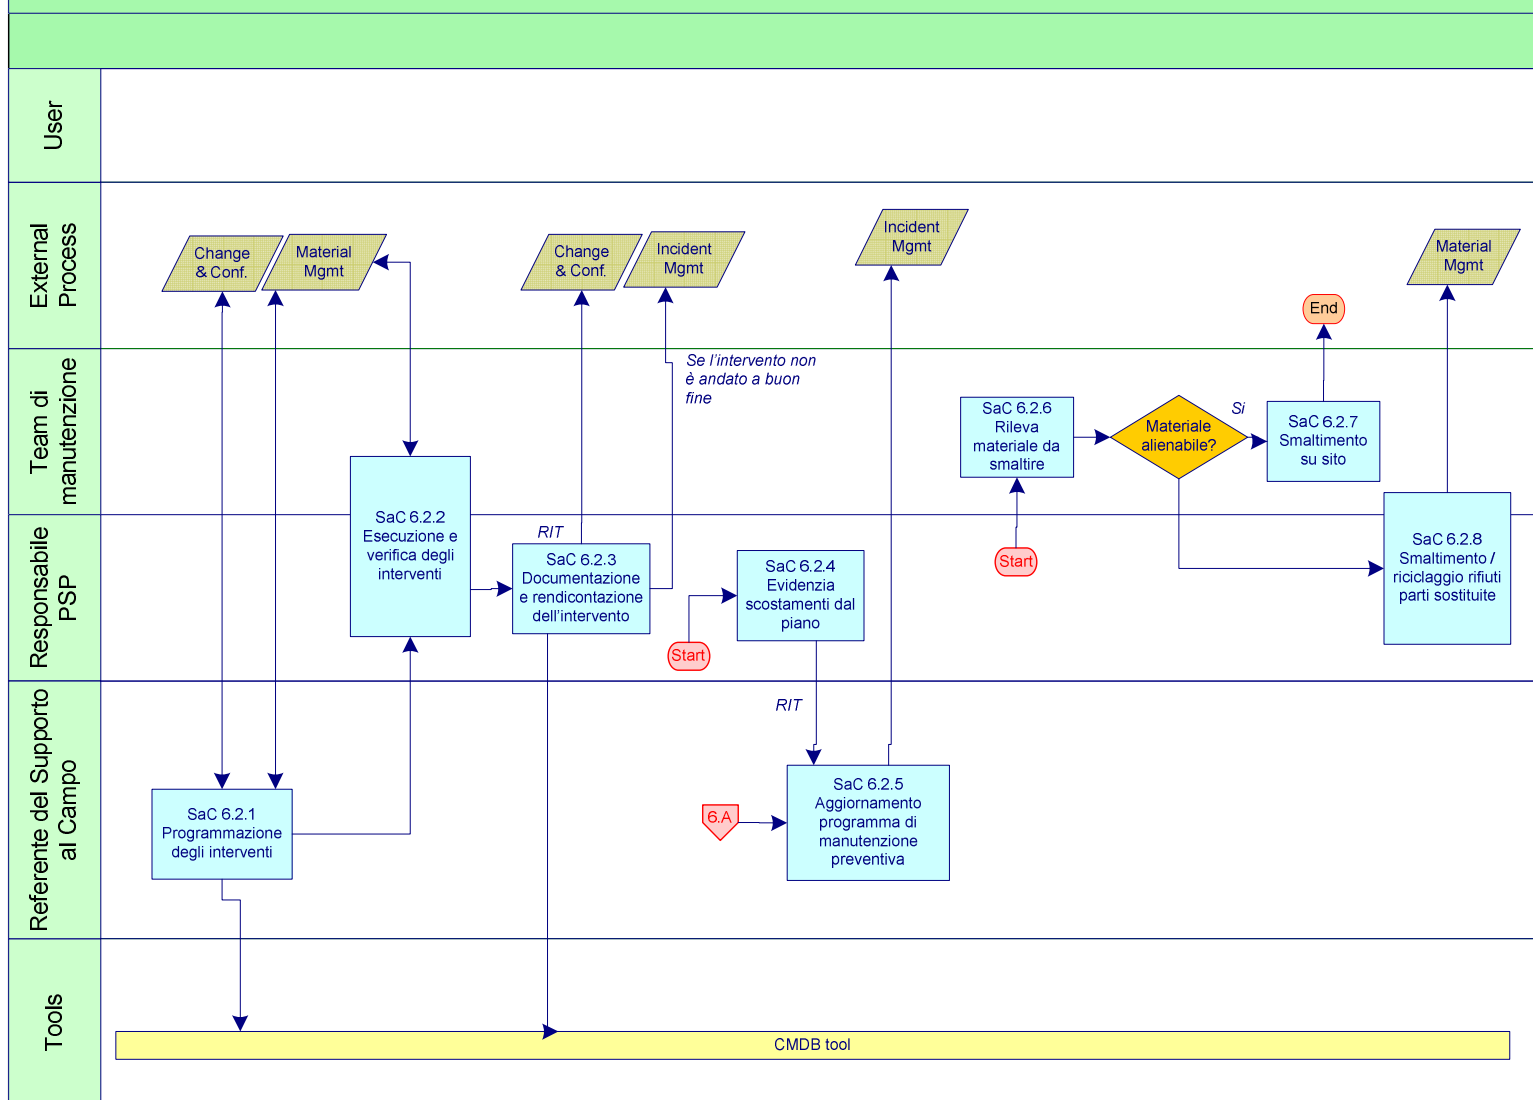 User
External
Process
Change
& Conf.
Material
Mgmt
Change
& Conf.
Incident
Mgmt
Incident
Mgmt
Material
Mgmt
End
Team di
manutenzione
Se l'intervento non
è andato a buon
fine
SaC 6.2.6
Rileva
materiale da
smaltire
Materiale
alienabile?
Si
SaC 6.2.7
Smaltimento
su sito
Responsabile
PSP
SaC 6.2.2
Esecuzione e
verifica degli
interventi
RIT
SaC 6.2.3
Documentazione
e rendicontazione
dell'intervento
Start
SaC 6.2.4
Evidenzia
scostamenti dal
piano
Start
SaC 6.2.8
Smaltimento /
riciclaggio rifiuti
parti sostituite
Referente del Supporto
al Campo
SaC 6.2.1
Programmazione
degli interventi
RIT
6.A
SaC 6.2.5
Aggiornamento
programma di
manutenzione
preventiva
Tools
CMDB tool